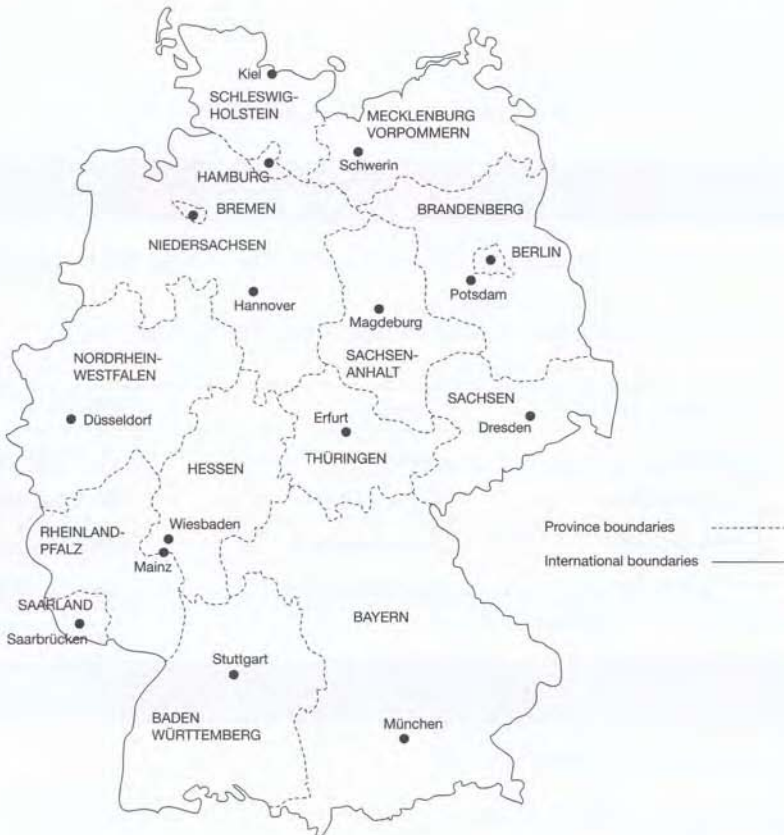 Kiel
SCHLESWIG-
HOLSTEIN
MECKLENBURG
VORPOMMERN
Schwerin
HAMBURG
BREMEN
BRANDENBERG
NIEDERSACHSEN
BERLIN
Hannover
Potsdam
Magdeburg
NORDRHEIN-
WESTFALEN
SACHSEN-
ANHALT
SACHSEN
Düsseldorf
Erfurt
Dresden
HESSEN
THÜRINGEN
Wiesbaden
RHEINLAND-
PFALZ
Mainz
Province boundaries
International boundaries
SAARLAND
Saarbrücken
BAYERN
Stuttgart
BADEN
WÜRTTEMBERG
München